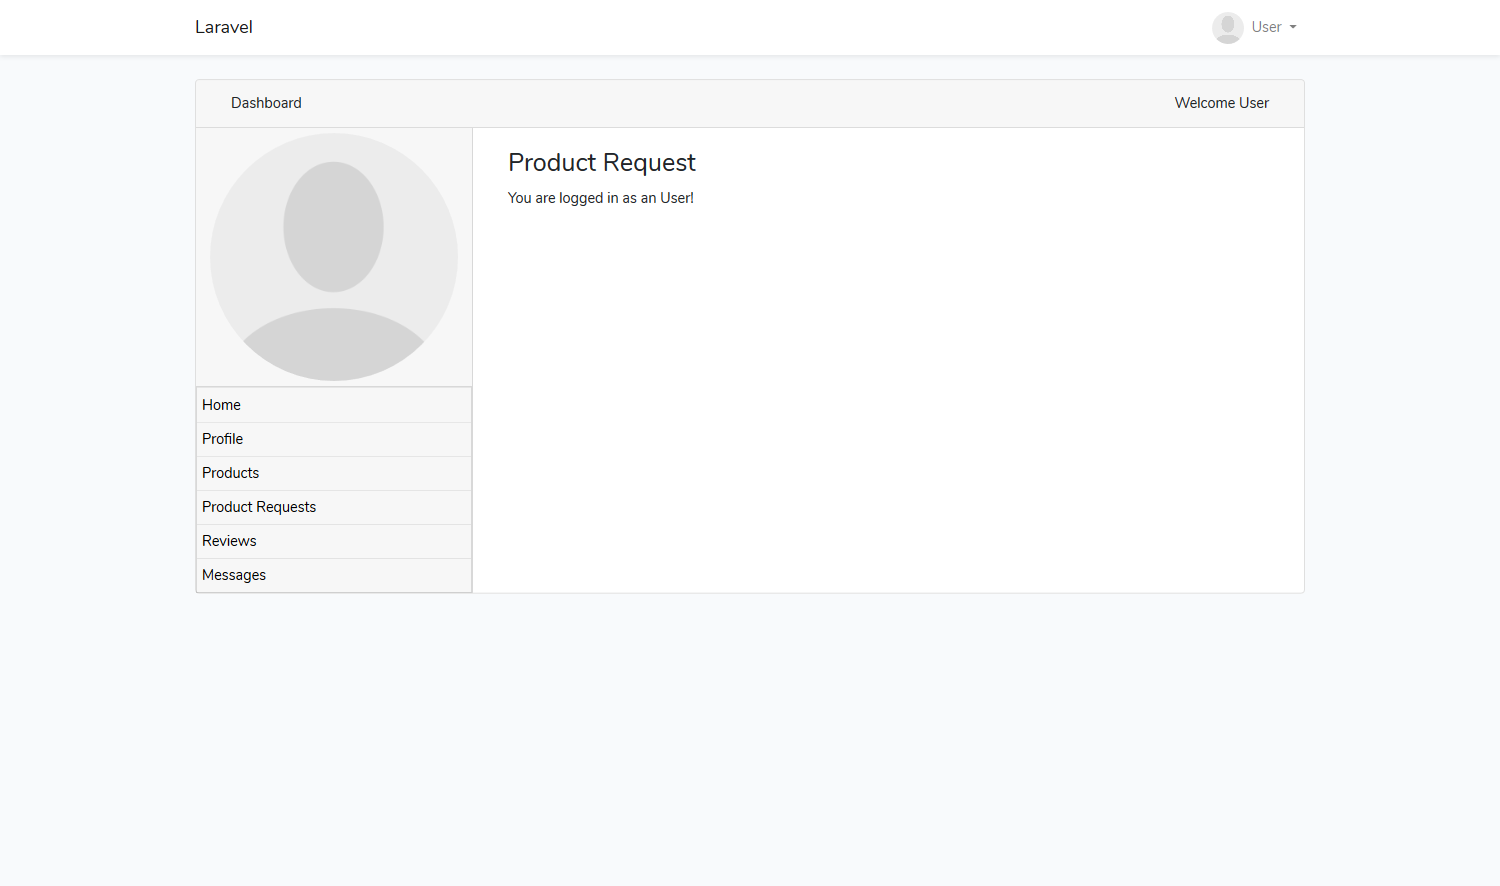 Laravel
User
Dashboard
Welcome User
Product Request
You are logged in as an User!
Home
Profile
Products
Product Requests
Reviews
Messages